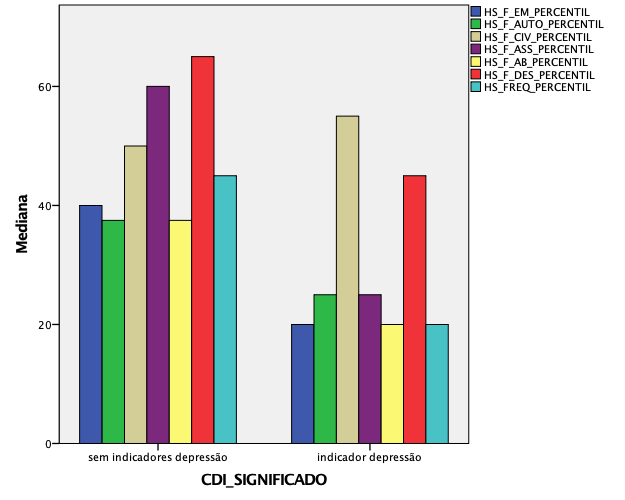 HS_F_EM_PERCENTIL
HS_F_AUTO_PERCENTIL
HS_F_CIV_PERCENTIL
HS_F_ASS_PERCENTIL
HS_F_AB_PERCENTIL
HS_F_DES_PERCENTIL
HS_FREQ_PERCENTIL
Mediana
60
40
20
0
sem indicadores depressão
indicador depressão
CDI_SIGNIFICADO